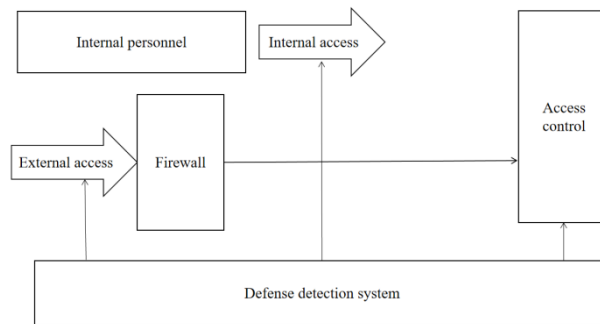 Internal personnel
Internal access
Access
control
External access
Firewall
Defense detection system